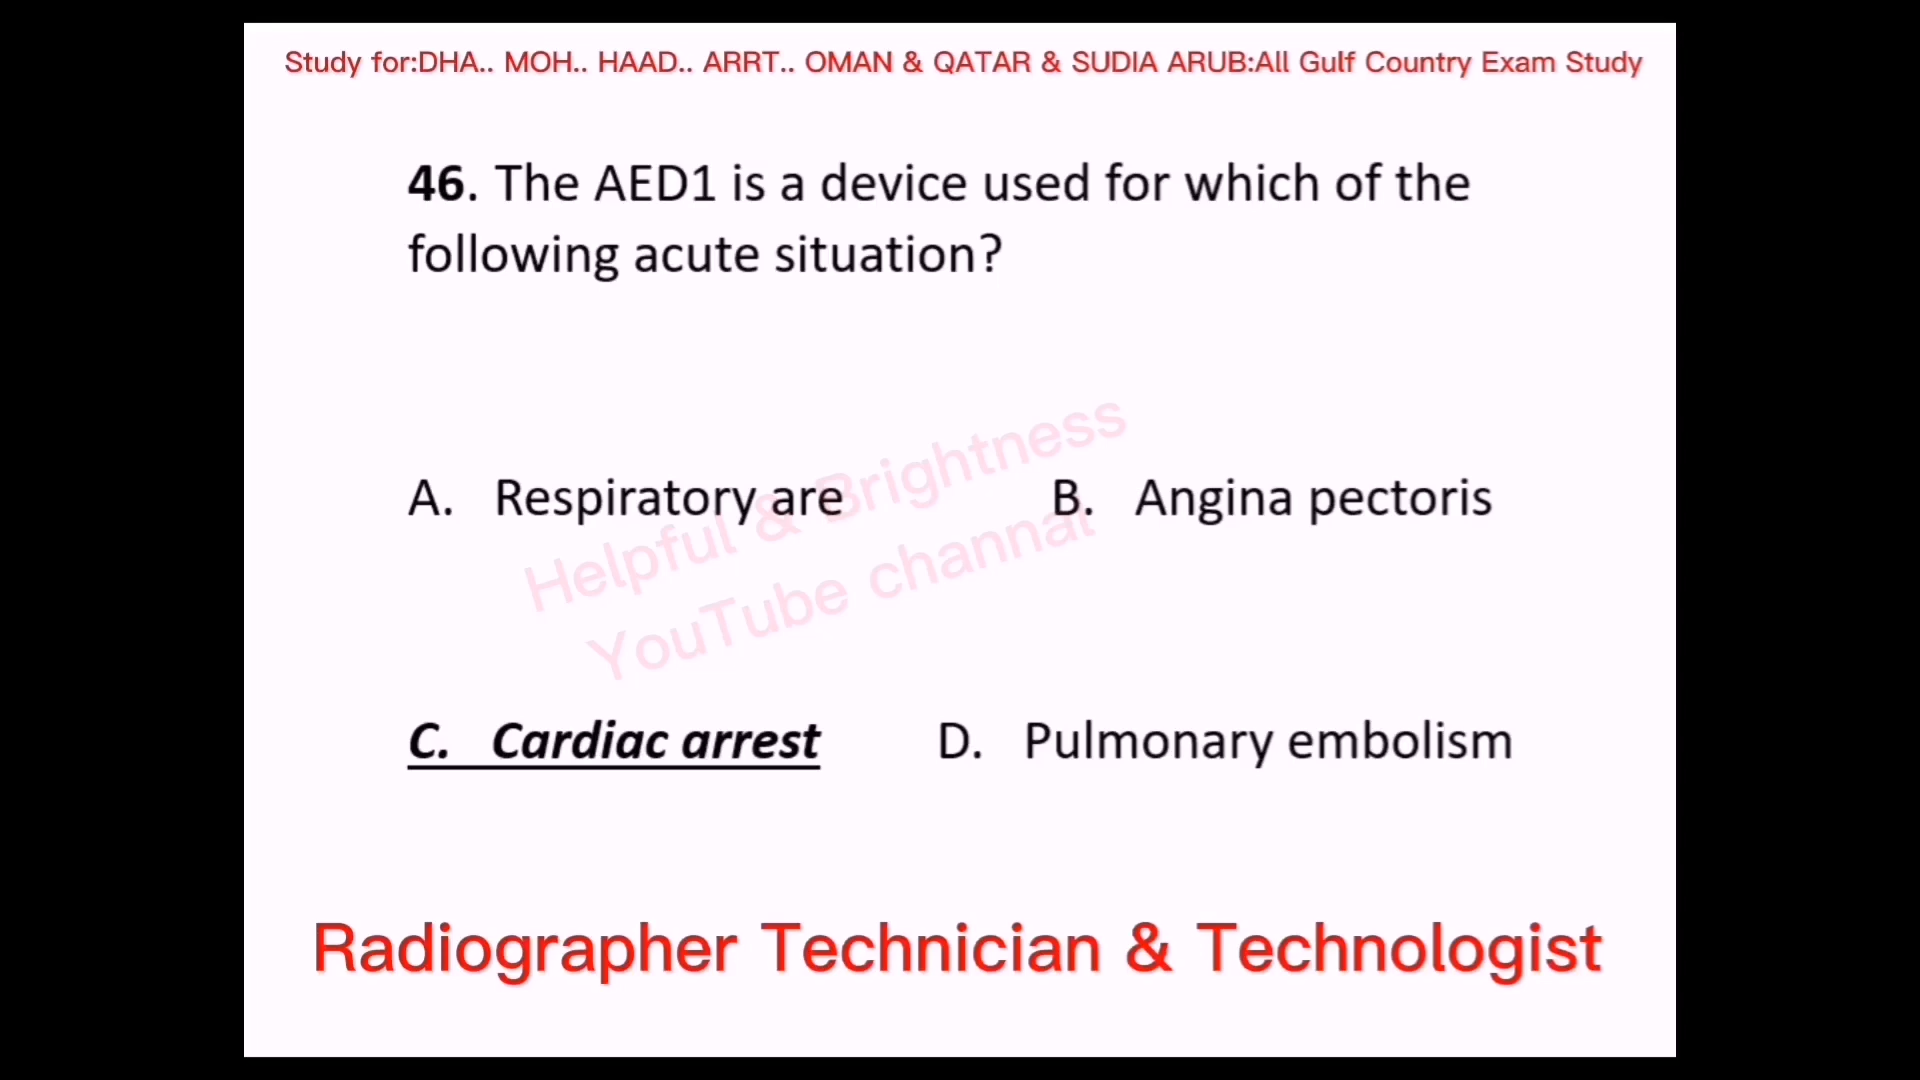 Study for:DHA.. MOH.. HAAD.. ARRT.. OMAN & QATAR & SUDIA ARUB:All Gulf Country Exam Study
46. The AED1 is a device used for which of the
following acute situation?
A. Respiratory are B. Angina pectoris
Helpful & Brightness
YouTube channal
C. Cardiac arrest D. Pulmonary embolism
Radiographer Technician & Technologist